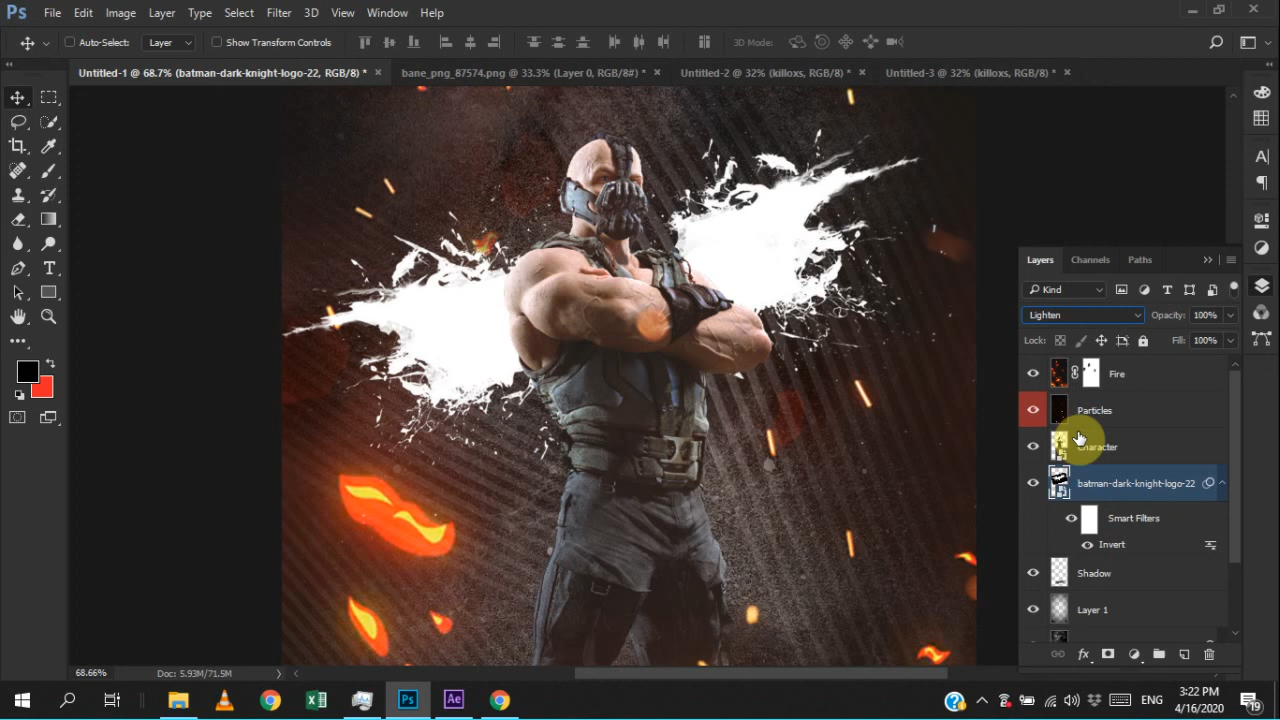 Ps File Edit Image Layer Type Select Filter 3D View Window Help
Auto-Select: Layer Show Transform Controls 3D Mode:
Untitled-1 @ 68.7% (batman-dark-knight-logo-22, RGB/8) * × bane_png_87574.png @ 33.3% (Layer 0, RGB/8#) * × Untitled-2 @ 32% (killoxs, RGB/8) * × Untitled-3 @ 32% (killoxs, RGB/8) * ×
Layers Channels Paths
Kind
Lighten Opacity: 100%
Lock: Fill: 100%
Fire
Particles
Character
batman-dark-knight-logo-22
Smart Filters
Invert
Shadow
Layer 1
68.66% Doc: 5.93M/71.5M
fx
Ps Ae ENG 3:22 PM
4/16/2020
19